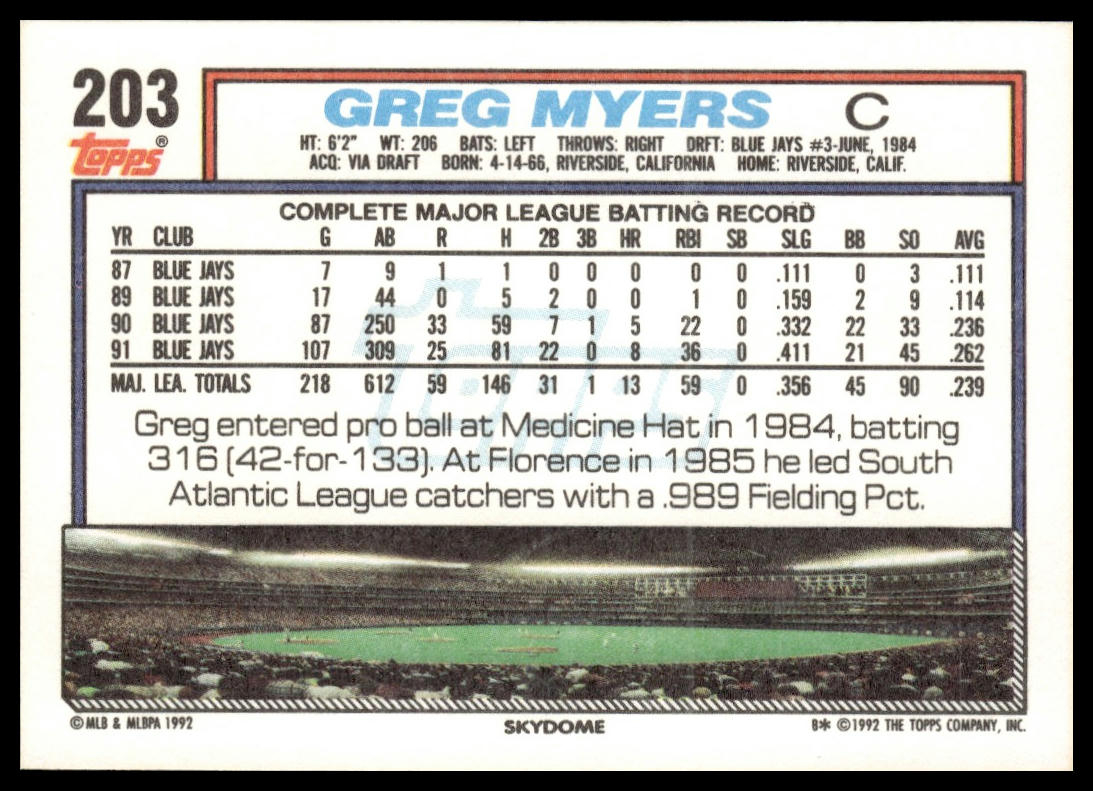 203
GREG MYERS C
topps®
HT: 6'2" WT: 206 BATS: LEFT THROWS: RIGHT DRFT: BLUE JAYS #3-JUNE, 1984
ACQ: VIA DRAFT BORN: 4-14-66, RIVERSIDE, CALIFORNIA HOME: RIVERSIDE, CALIF.
COMPLETE MAJOR LEAGUE BATTING RECORD
YR CLUB G AB R H 2B 3B HR RBI SB SLG BB SO AVG
87 BLUE JAYS 7 9 1 1 0 0 0 0 0 .111 0 3 .111
89 BLUE JAYS 17 44 0 5 2 0 0 1 0 .159 2 9 .114
90 BLUE JAYS 87 250 33 59 7 1 5 22 0 .332 22 33 .236
91 BLUE JAYS 107 309 25 81 22 0 8 36 0 .411 21 45 .262
MAJ. LEA. TOTALS 218 612 59 146 31 1 13 59 0 .356 45 90 .239
Greg entered pro ball at Medicine Hat in 1984, batting
316 (42-for-133). At Florence in 1985 he led South
Atlantic League catchers with a .989 Fielding Pct.
© MLB & MLBPA 1992 SKYDOME B* © 1992 THE TOPPS COMPANY, INC.